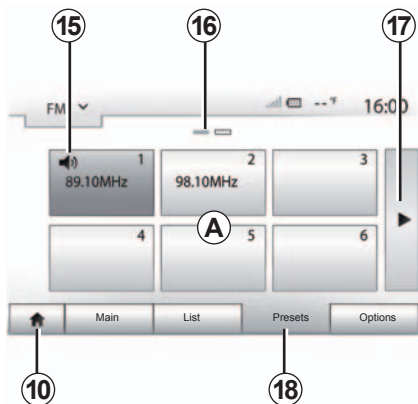 15 16 17
FM --°F 16:00
1 2 3
89.10MHz 98.10MHz
A
4 5 6
Main List Presets Options
10 18